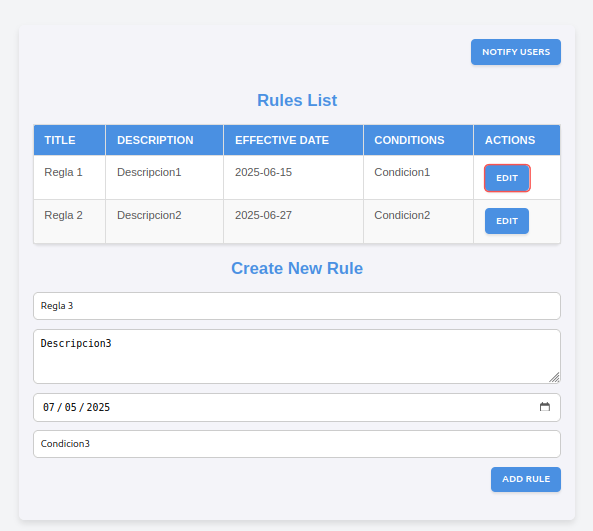 NOTIFY USERS
Rules List
TITLE DESCRIPTION EFFECTIVE DATE CONDITIONS ACTIONS
Regla 1 Descripcion1 2025-06-15 Condicion1 EDIT
Regla 2 Descripcion2 2025-06-27 Condicion2 EDIT
Create New Rule
Regla 3
Descripcion3
07/05/2025
Condicion3
ADD RULE